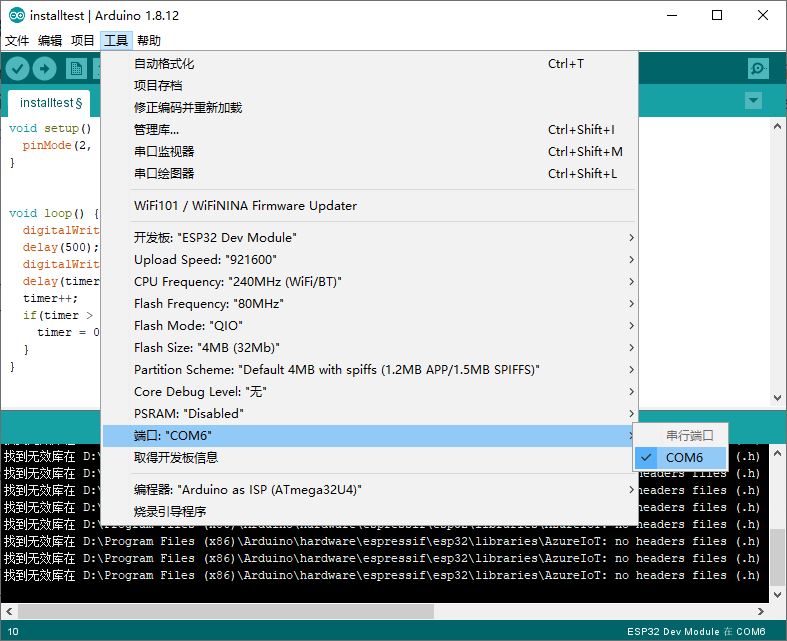 installtest | Arduino 1.8.12
文件 编辑 项目 工具 帮助
installtest §
自动格式化 Ctrl+T
项目存档
修正编码并重新加载
管理库... Ctrl+Shift+I
串口监视器 Ctrl+Shift+M
串口绘图器 Ctrl+Shift+L
WiFi101 / WiFiNINA Firmware Updater
开发板: "ESP32 Dev Module"
Upload Speed: "921600"
CPU Frequency: "240MHz (WiFi/BT)"
Flash Frequency: "80MHz"
Flash Mode: "QIO"
Flash Size: "4MB (32Mb)"
Partition Scheme: "Default 4MB with spiffs (1.2MB APP/1.5MB SPIFFS)"
Core Debug Level: "无"
PSRAM: "Disabled"
端口: "COM6"
取得开发板信息
编程器: "Arduino as ISP (ATmega32U4)"
烧录引导程序
串行端口
COM6
void setup()
pinMode(2,
}
void loop() {
digitalWrit
delay(500);
digitalWrit
delay(timer
timer++;
if(timer >
timer = 0
}
}
找到无效库在 D:\ (.h)
找到无效库在 D:\ headers files (.h)
找到无效库在 D:\ headers files (.h)
找到无效库在 D:\ headers files (.h)
找到无效库在 D:\Program Files (x86)\Arduino\hardware\espressif\esp32\libraries\AzureIoT: no headers files (.h)
找到无效库在 D:\Program Files (x86)\Arduino\hardware\espressif\esp32\libraries\AzureIoT: no headers files (.h)
找到无效库在 D:\Program Files (x86)\Arduino\hardware\espressif\esp32\libraries\AzureIoT: no headers files (.h)
找到无效库在 D:\Program Files (x86)\Arduino\hardware\espressif\esp32\libraries\AzureIoT: no headers files (.h)
10 ESP32 Dev Module 在 COM6